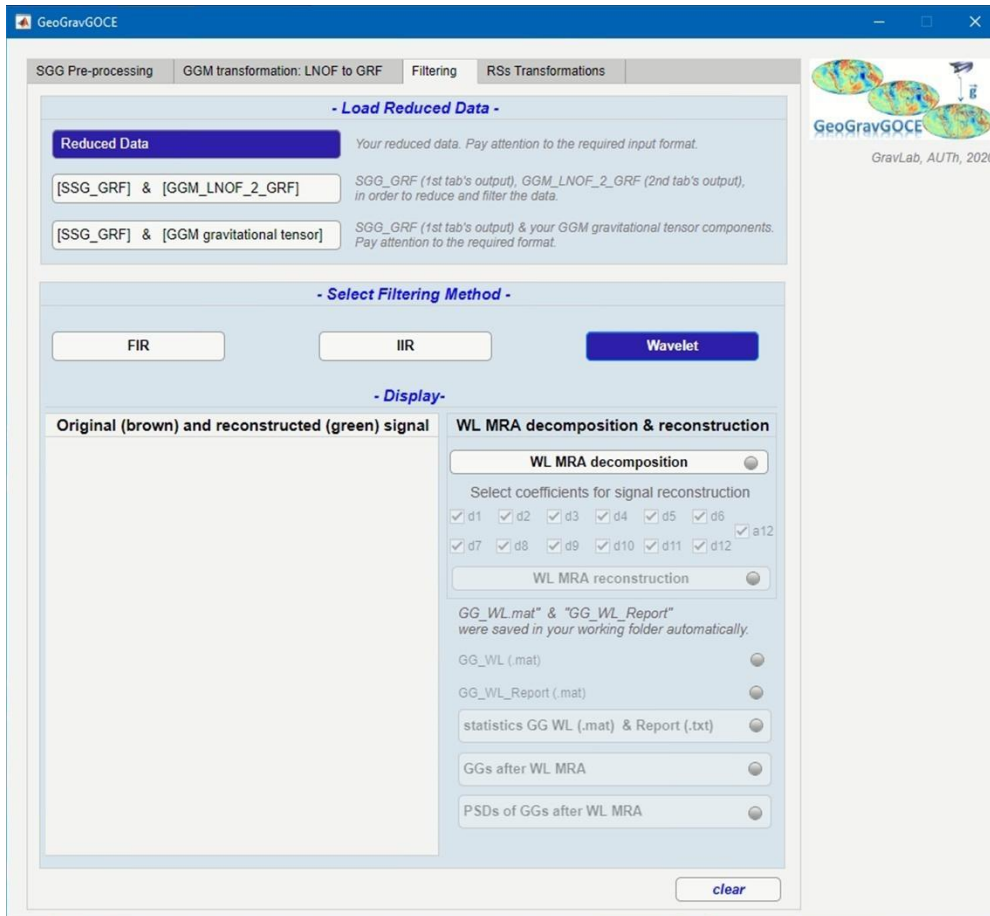 GeoGravGOCE
SGG Pre-processing GGM transformation: LNOF to GRF Filtering RSs Transformations
g
GeoGravGOCE
GravLab, AUTh, 2020
- Load Reduced Data -
Reduced Data
Your reduced data. Pay attention to the required input format.
[SSG_GRF] & [GGM_LNOF_2_GRF]
SGG_GRF (1st tab's output), GGM_LNOF_2_GRF (2nd tab's output),
in order to reduce and filter the data.
[SSG_GRF] & [GGM gravitational tensor]
SGG_GRF (1st tab's output) & your GGM gravitational tensor components.
Pay attention to the required format.
- Select Filtering Method -
FIR IIR Wavelet
- Display-
Original (brown) and reconstructed (green) signal
WL MRA decomposition & reconstruction
WL MRA decomposition
Select coefficients for signal reconstruction
d1 d2 d3 d4 d5 d6
a12
d7 d8 d9 d10 d11 d12
WL MRA reconstruction
GG_WL.mat" & "GG_WL_Report"
were saved in your working folder automatically.
GG_WL (.mat)
GG_WL_Report (.mat)
statistics GG WL (.mat) & Report (.txt)
GGs after WL MRA
PSDs of GGs after WL MRA
clear